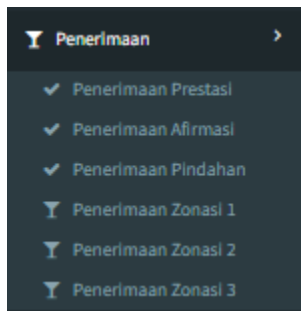 Penerimaan
Penerimaan Prestasi
Penerimaan Afirmasi
Penerimaan Pindahan
Penerimaan Zonasi 1
Penerimaan Zonasi 2
Penerimaan Zonasi 3